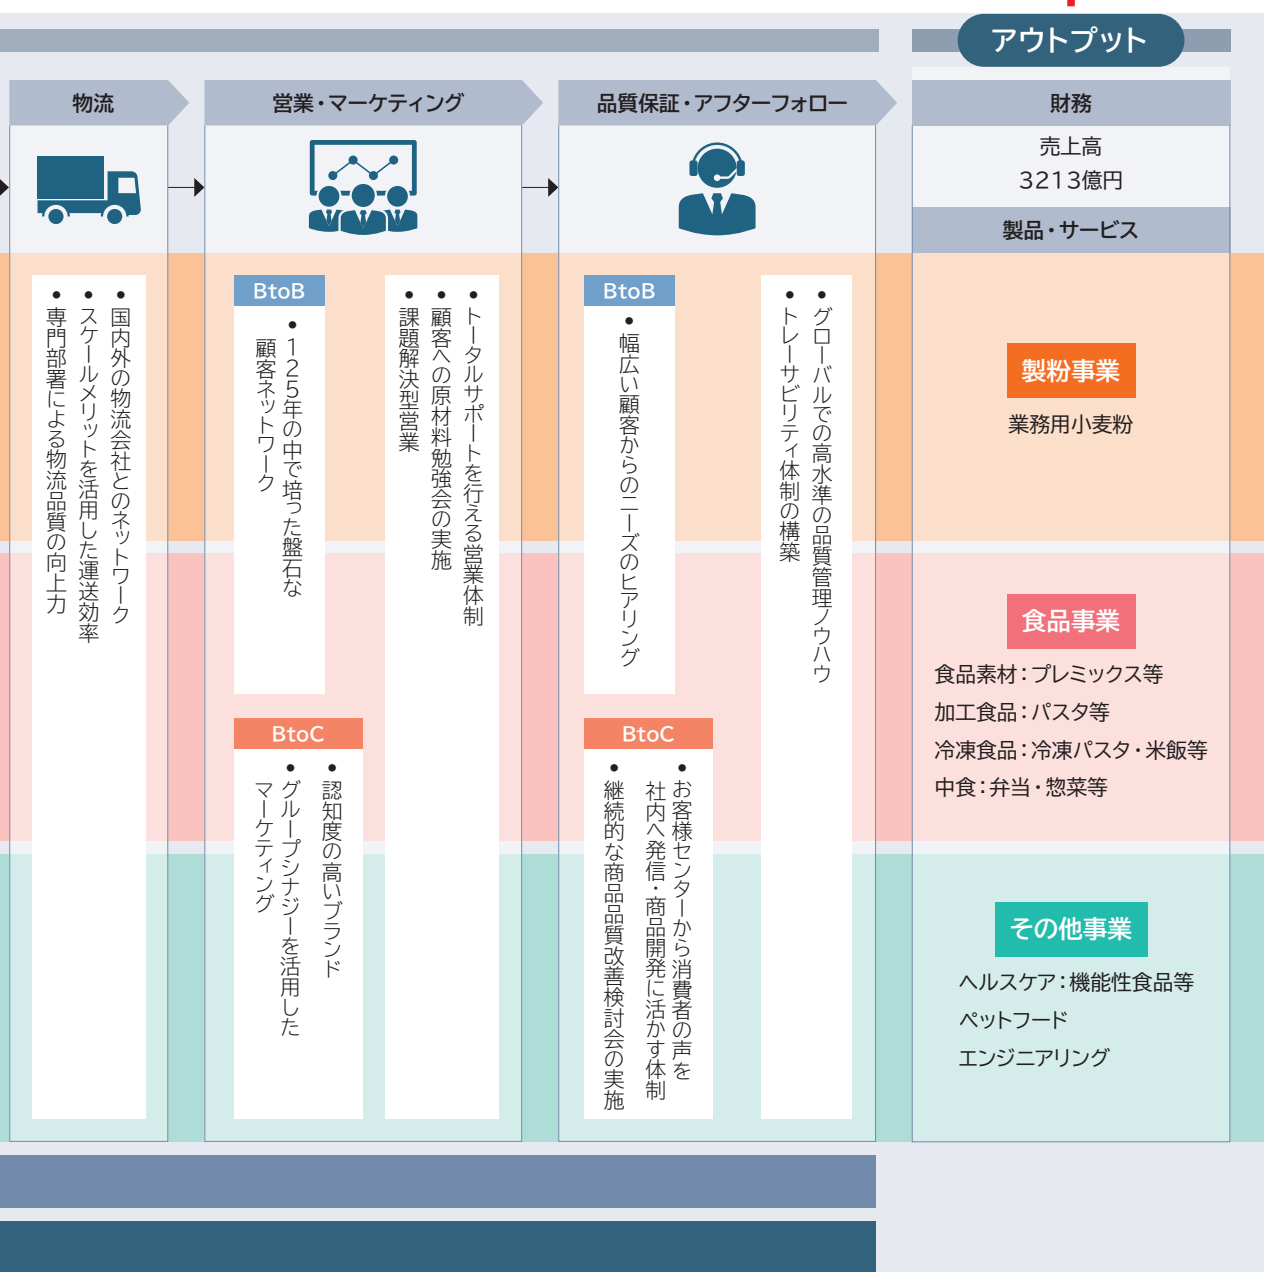 アウトプット
物流
営業・マーケティング
品質保証・アフターフォロー
財務
売上高
3213億円
製品・サービス
●国内外の物流会社とのネットワーク
●スケールメリットを活用した運送効率
●専門部署による物流品質の向上力
BtoB
●125年の中で培った盤石な
顧客ネットワーク
BtoC
●認知度の高いブランド
●グループシナジーを活用した
マーケティング
●トータルサポートを行える営業体制
●顧客への原材料勉強会の実施
●課題解決型営業
BtoB
●幅広い顧客からのニーズのヒアリング
BtoC
●お客様センターから消費者の声を
社内へ発信・商品開発に活かす体制
●継続的な商品品質改善検討会の実施
●グローバルでの高水準の品質管理ノウハウ
●トレーサビリティ体制の構築
製粉事業
業務用小麦粉
食品事業
食品素材：プレミックス等
加工食品：パスタ等
冷凍食品：冷凍パスタ・米飯等
中食：弁当・惣菜等
その他事業
ヘルスケア：機能性食品等
ペットフード
エンジニアリング